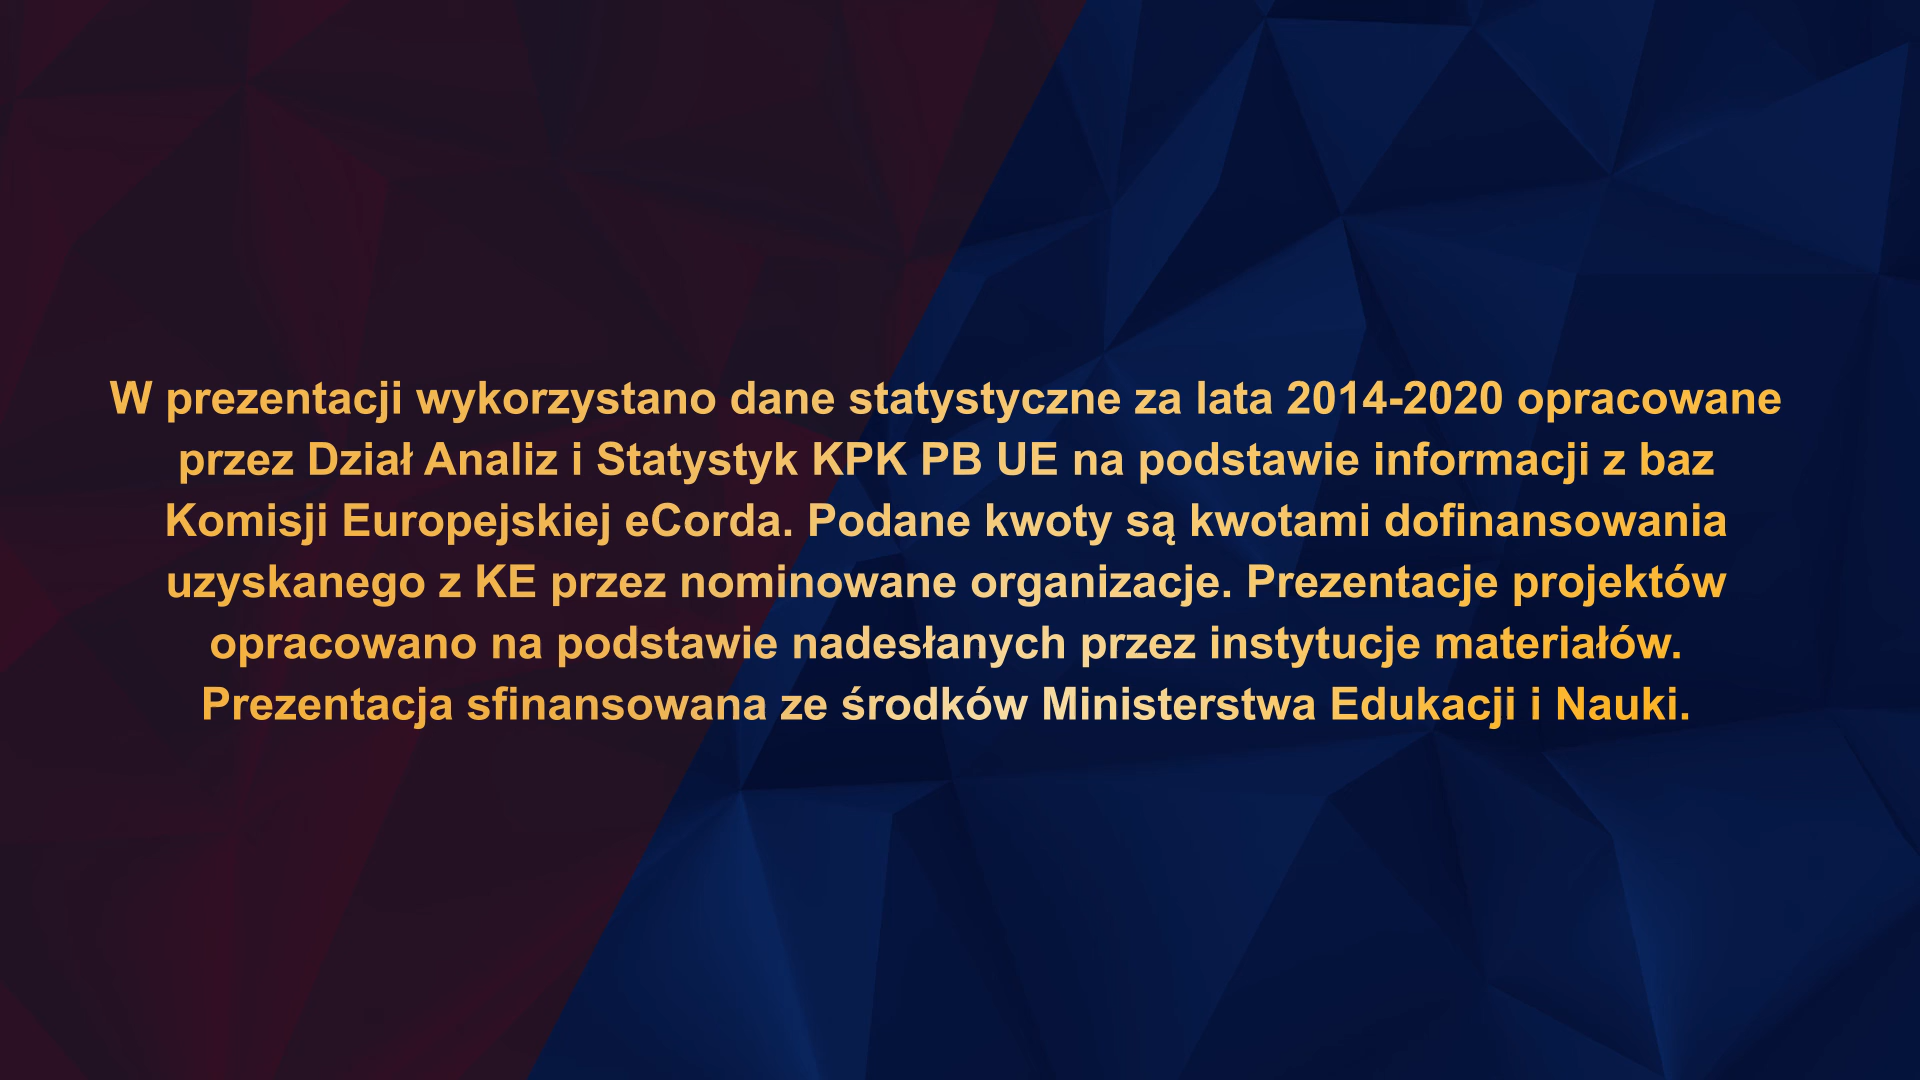 W prezentacji wykorzystano dane statystyczne za lata 2014-2020 opracowane
przez Dział Analiz i Statystyk KPK PB UE na podstawie informacji z baz
Komisji Europejskiej eCorda. Podane kwoty są kwotami dofinansowania
uzyskanego z KE przez nominowane organizacje. Prezentacje projektów
opracowano na podstawie nadesłanych przez instytucje materiałów.
Prezentacja sfinansowana ze środków Ministerstwa Edukacji i Nauki.